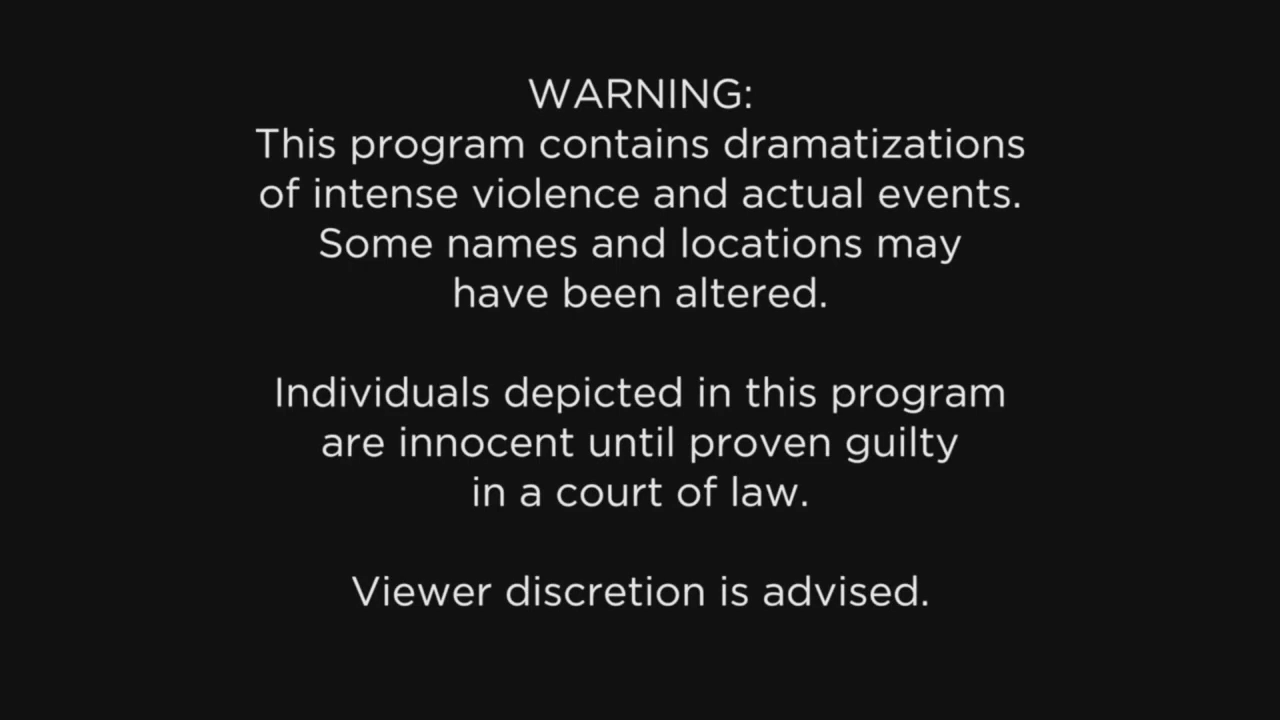 WARNING:
This program contains dramatizations
of intense violence and actual events.
Some names and locations may
have been altered.
Individuals depicted in this program
are innocent until proven guilty
in a court of law.
Viewer discretion is advised.